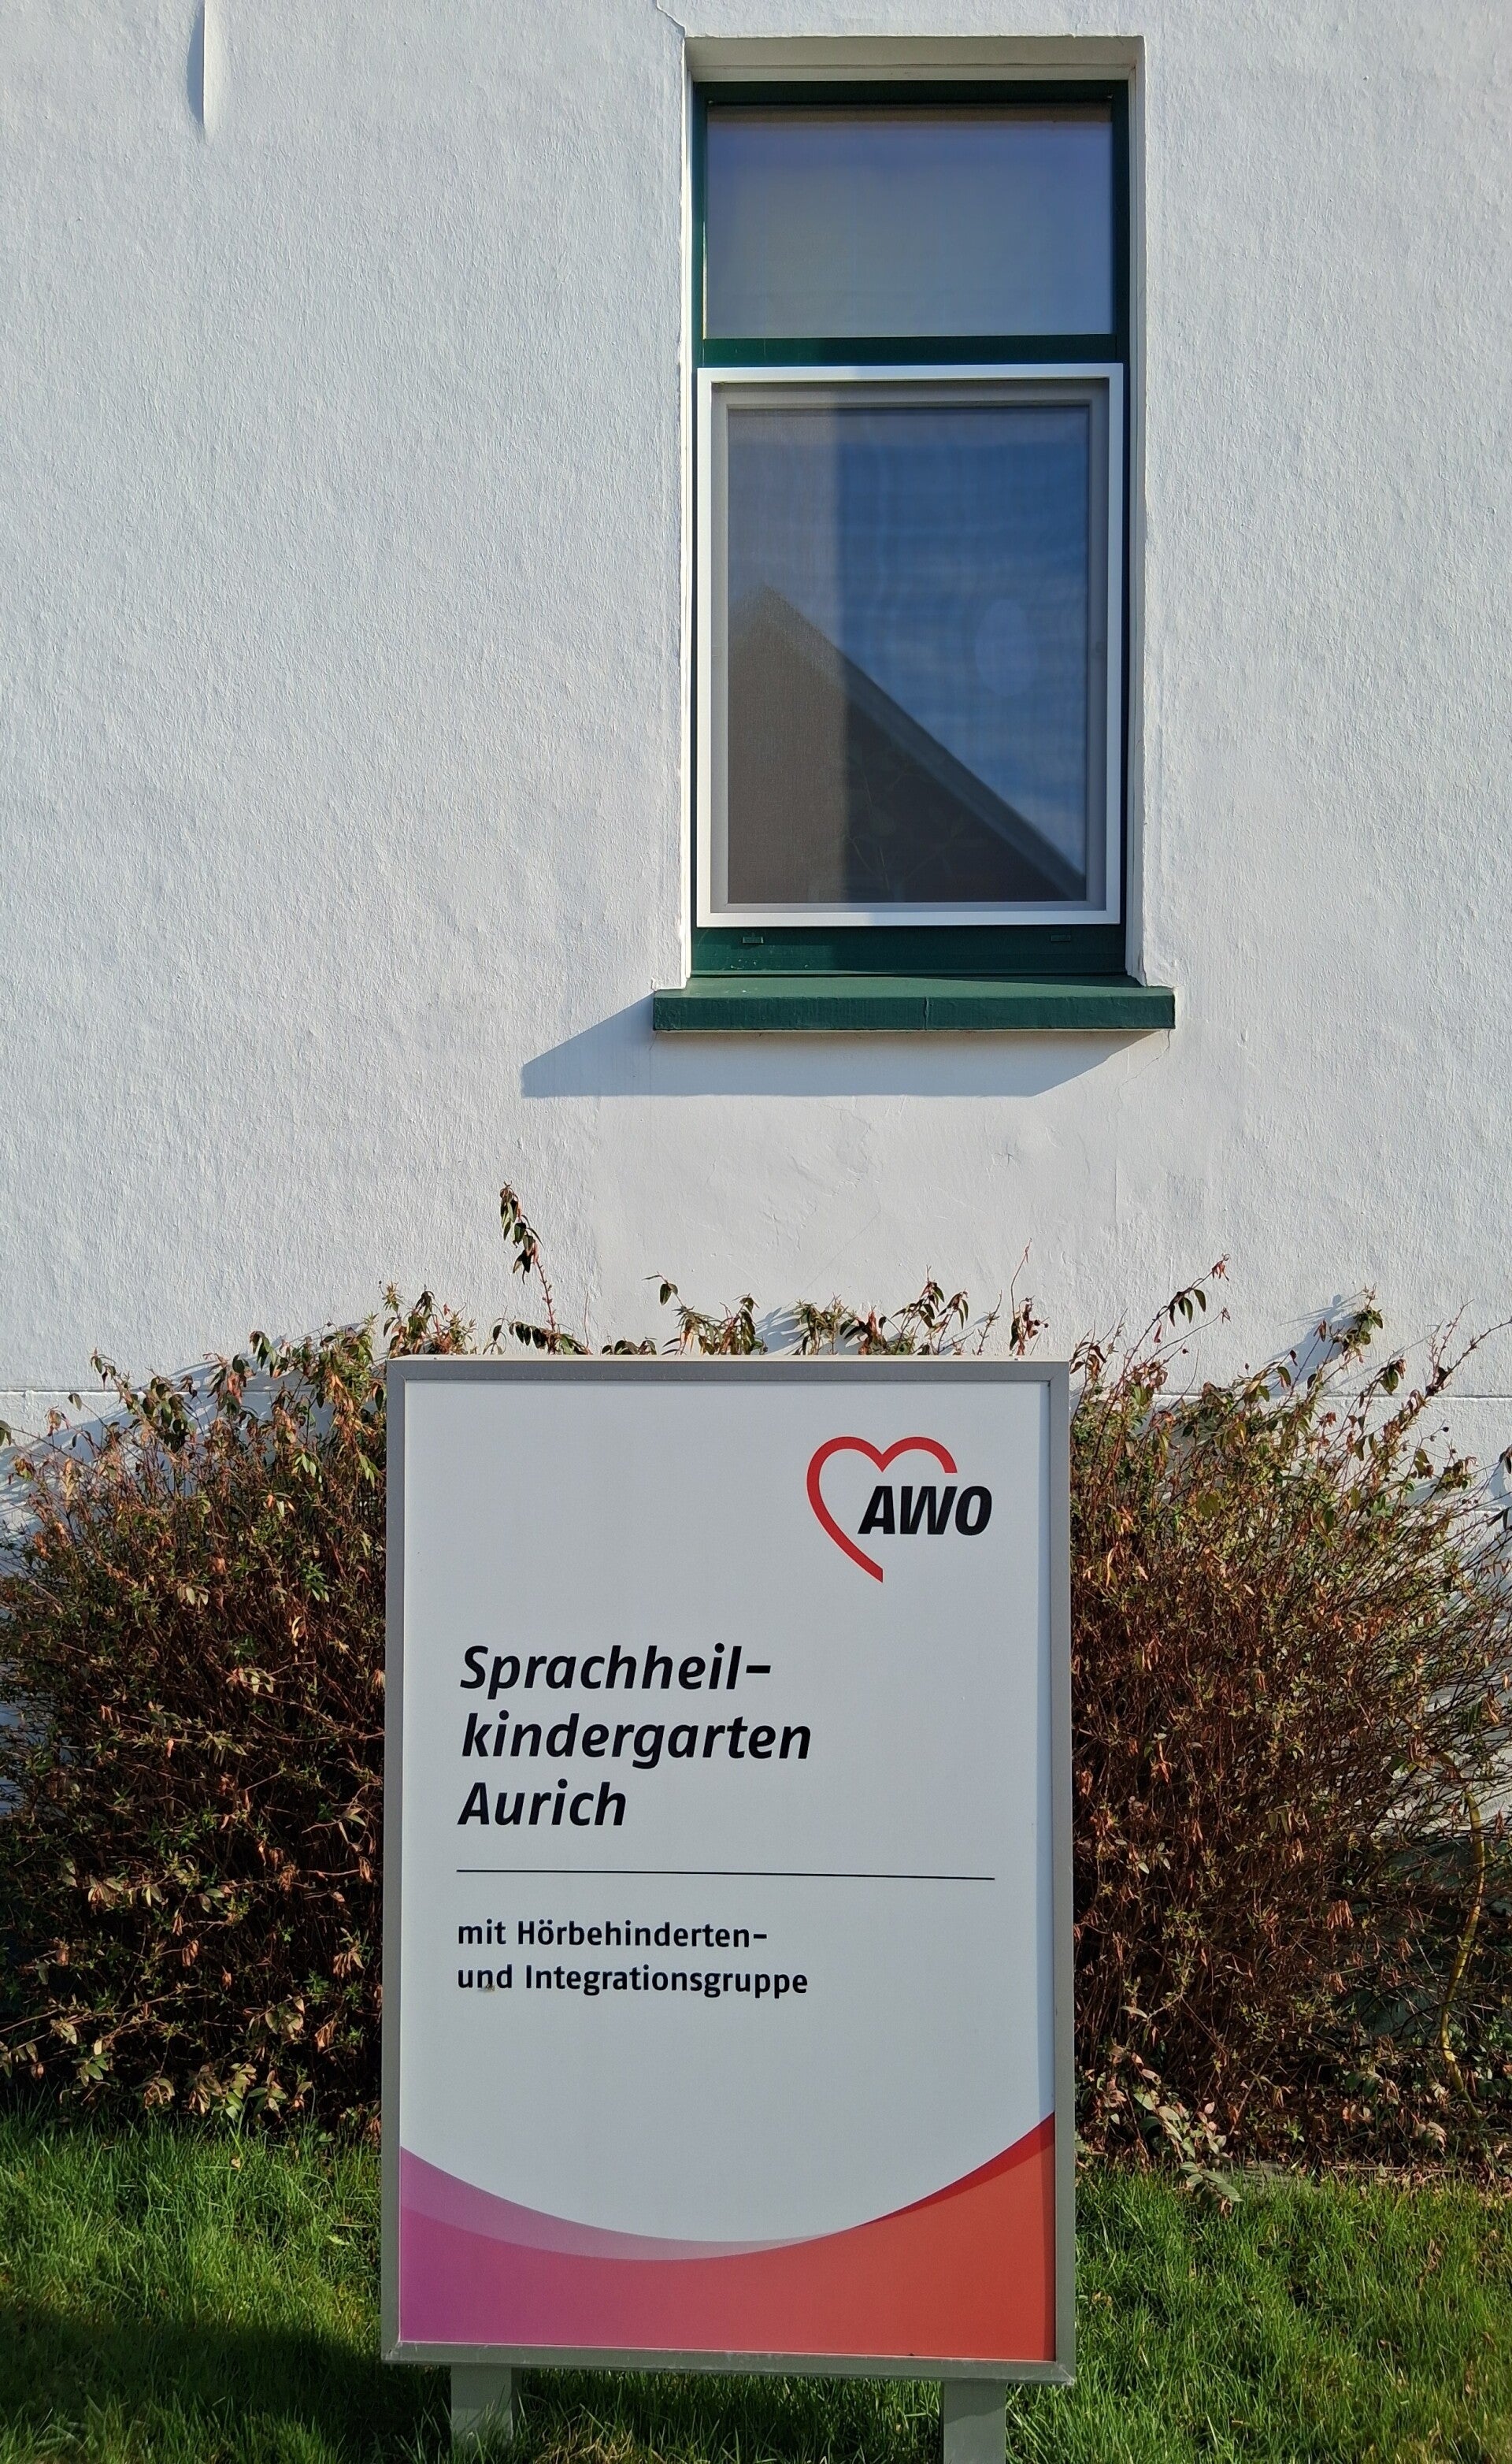 AWO
Sprachheil-
kindergarten
Aurich
mit Hörbehinderten-
und Integrationsgruppe